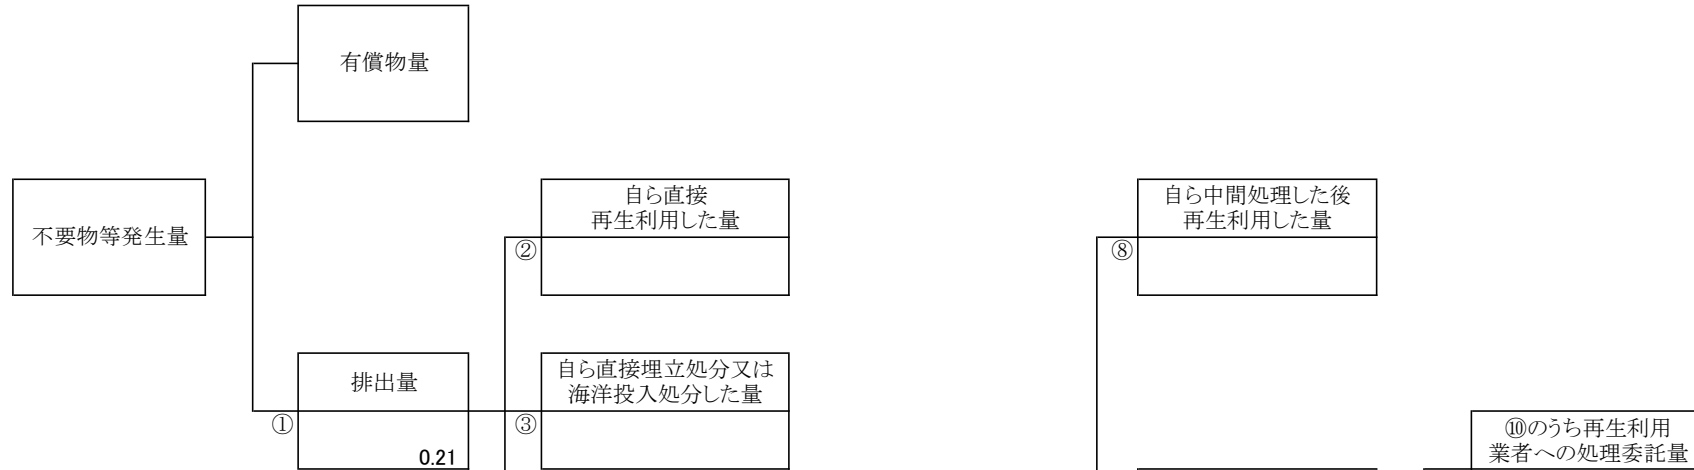 有償物量
不要物等発生量
自ら直接
再生利用した量
②
自ら中間処理した後
再生利用した量
⑧
排出量
①
0.21
自ら直接埋立処分又は
海洋投入処分した量
③
⑩のうち再生利用
業者への処理委託量